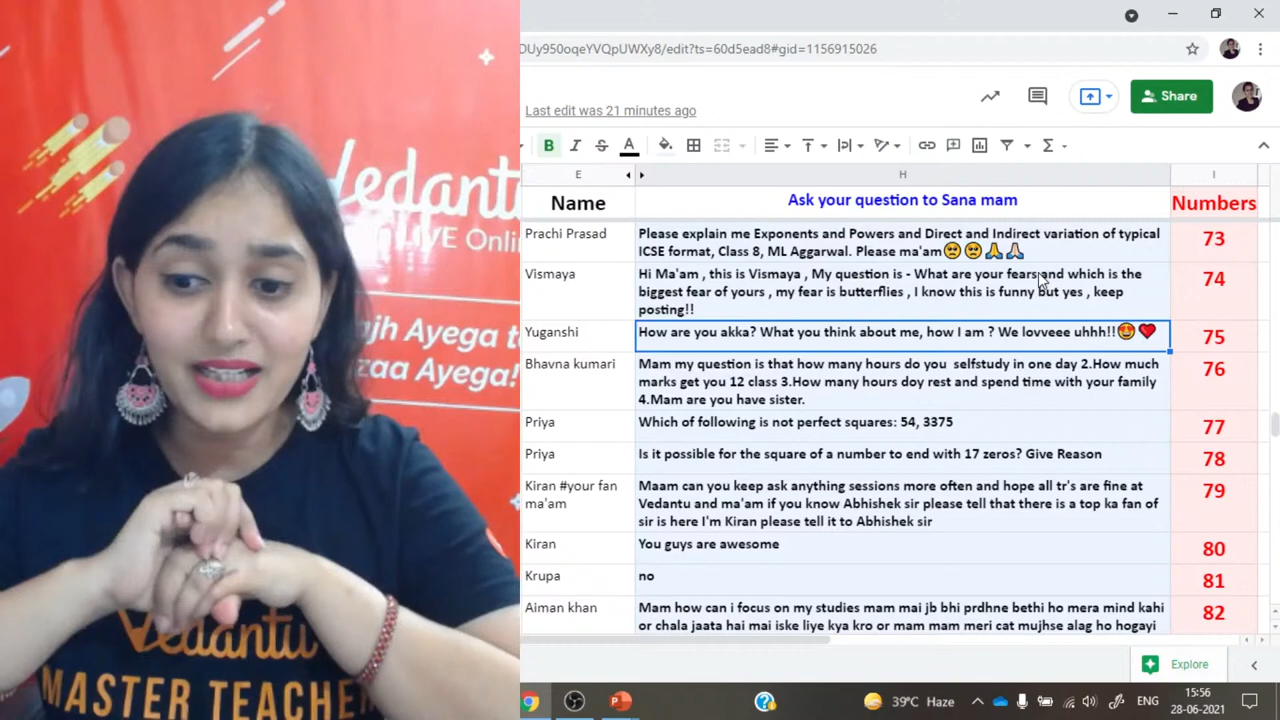 Vedantu
LIVE Onli
ajh Ayega t
zaa Ayega!
Vedantu
MASTER TEACHER
DUy950oqeYVQpUWXy8/edit?ts=60d5ead8#gid=1156915026
Last edit was 21 minutes ago
Share
B I S A
E H I
Name Ask your question to Sana mam Numbers
Prachi Prasad Please explain me Exponents and Powers and Direct and Indirect variation of typical 73
ICSE format, Class 8, ML Aggarwal. Please ma'am🥺🥺🙏🙏🏻
Vismaya Hi Ma'am , this is Vismaya , My question is - What are your fears and which is the 74
biggest fear of yours , my fear is butterflies , I know this is funny but yes , keep
posting!!
Yuganshi How are you akka? What you think about me, how I am ? We lovveee uhhh!!😍❤ 75
Bhavna kumari Mam my question is that how many hours do you selfstudy in one day 2.How much 76
marks get you 12 class 3.How many hours doy rest and spend time with your family
4.Mam are you have sister.
Priya Which of following is not perfect squares: 54, 3375 77
Priya Is it possible for the square of a number to end with 17 zeros? Give Reason 78
Kiran #your fan Maam can you keep ask anything sessions more often and hope all tr's are fine at 79
ma'am Vedantu and ma'am if you know Abhishek sir please tell that there is a top ka fan of
sir is here I'm Kiran please tell it to Abhishek sir
Kiran You guys are awesome 80
Krupa no 81
Aiman khan Mam how can i focus on my studies mam mai jb bhi prdhne bethi ho mera mind kahi 82
or chala jaata hai mai iske liye kya kro or mam mam meri cat mujhse alag ho hogayi
Explore
39°C Haze ENG 15:56
28-06-2021